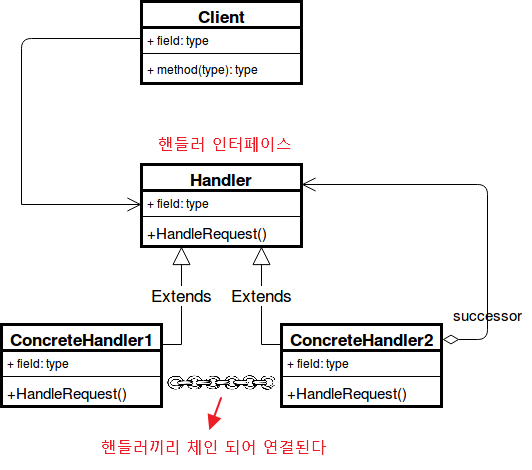 Client
+ field: type
+ method(type): type
핸들러 인터페이스
Handler
+ field: type
+HandleRequest()
Extends
Extends
successor
ConcreteHandler1
+ field: type
+HandleRequest()
ConcreteHandler2
+ field: type
+HandleRequest()
핸들러끼리 체인 되어 연결된다